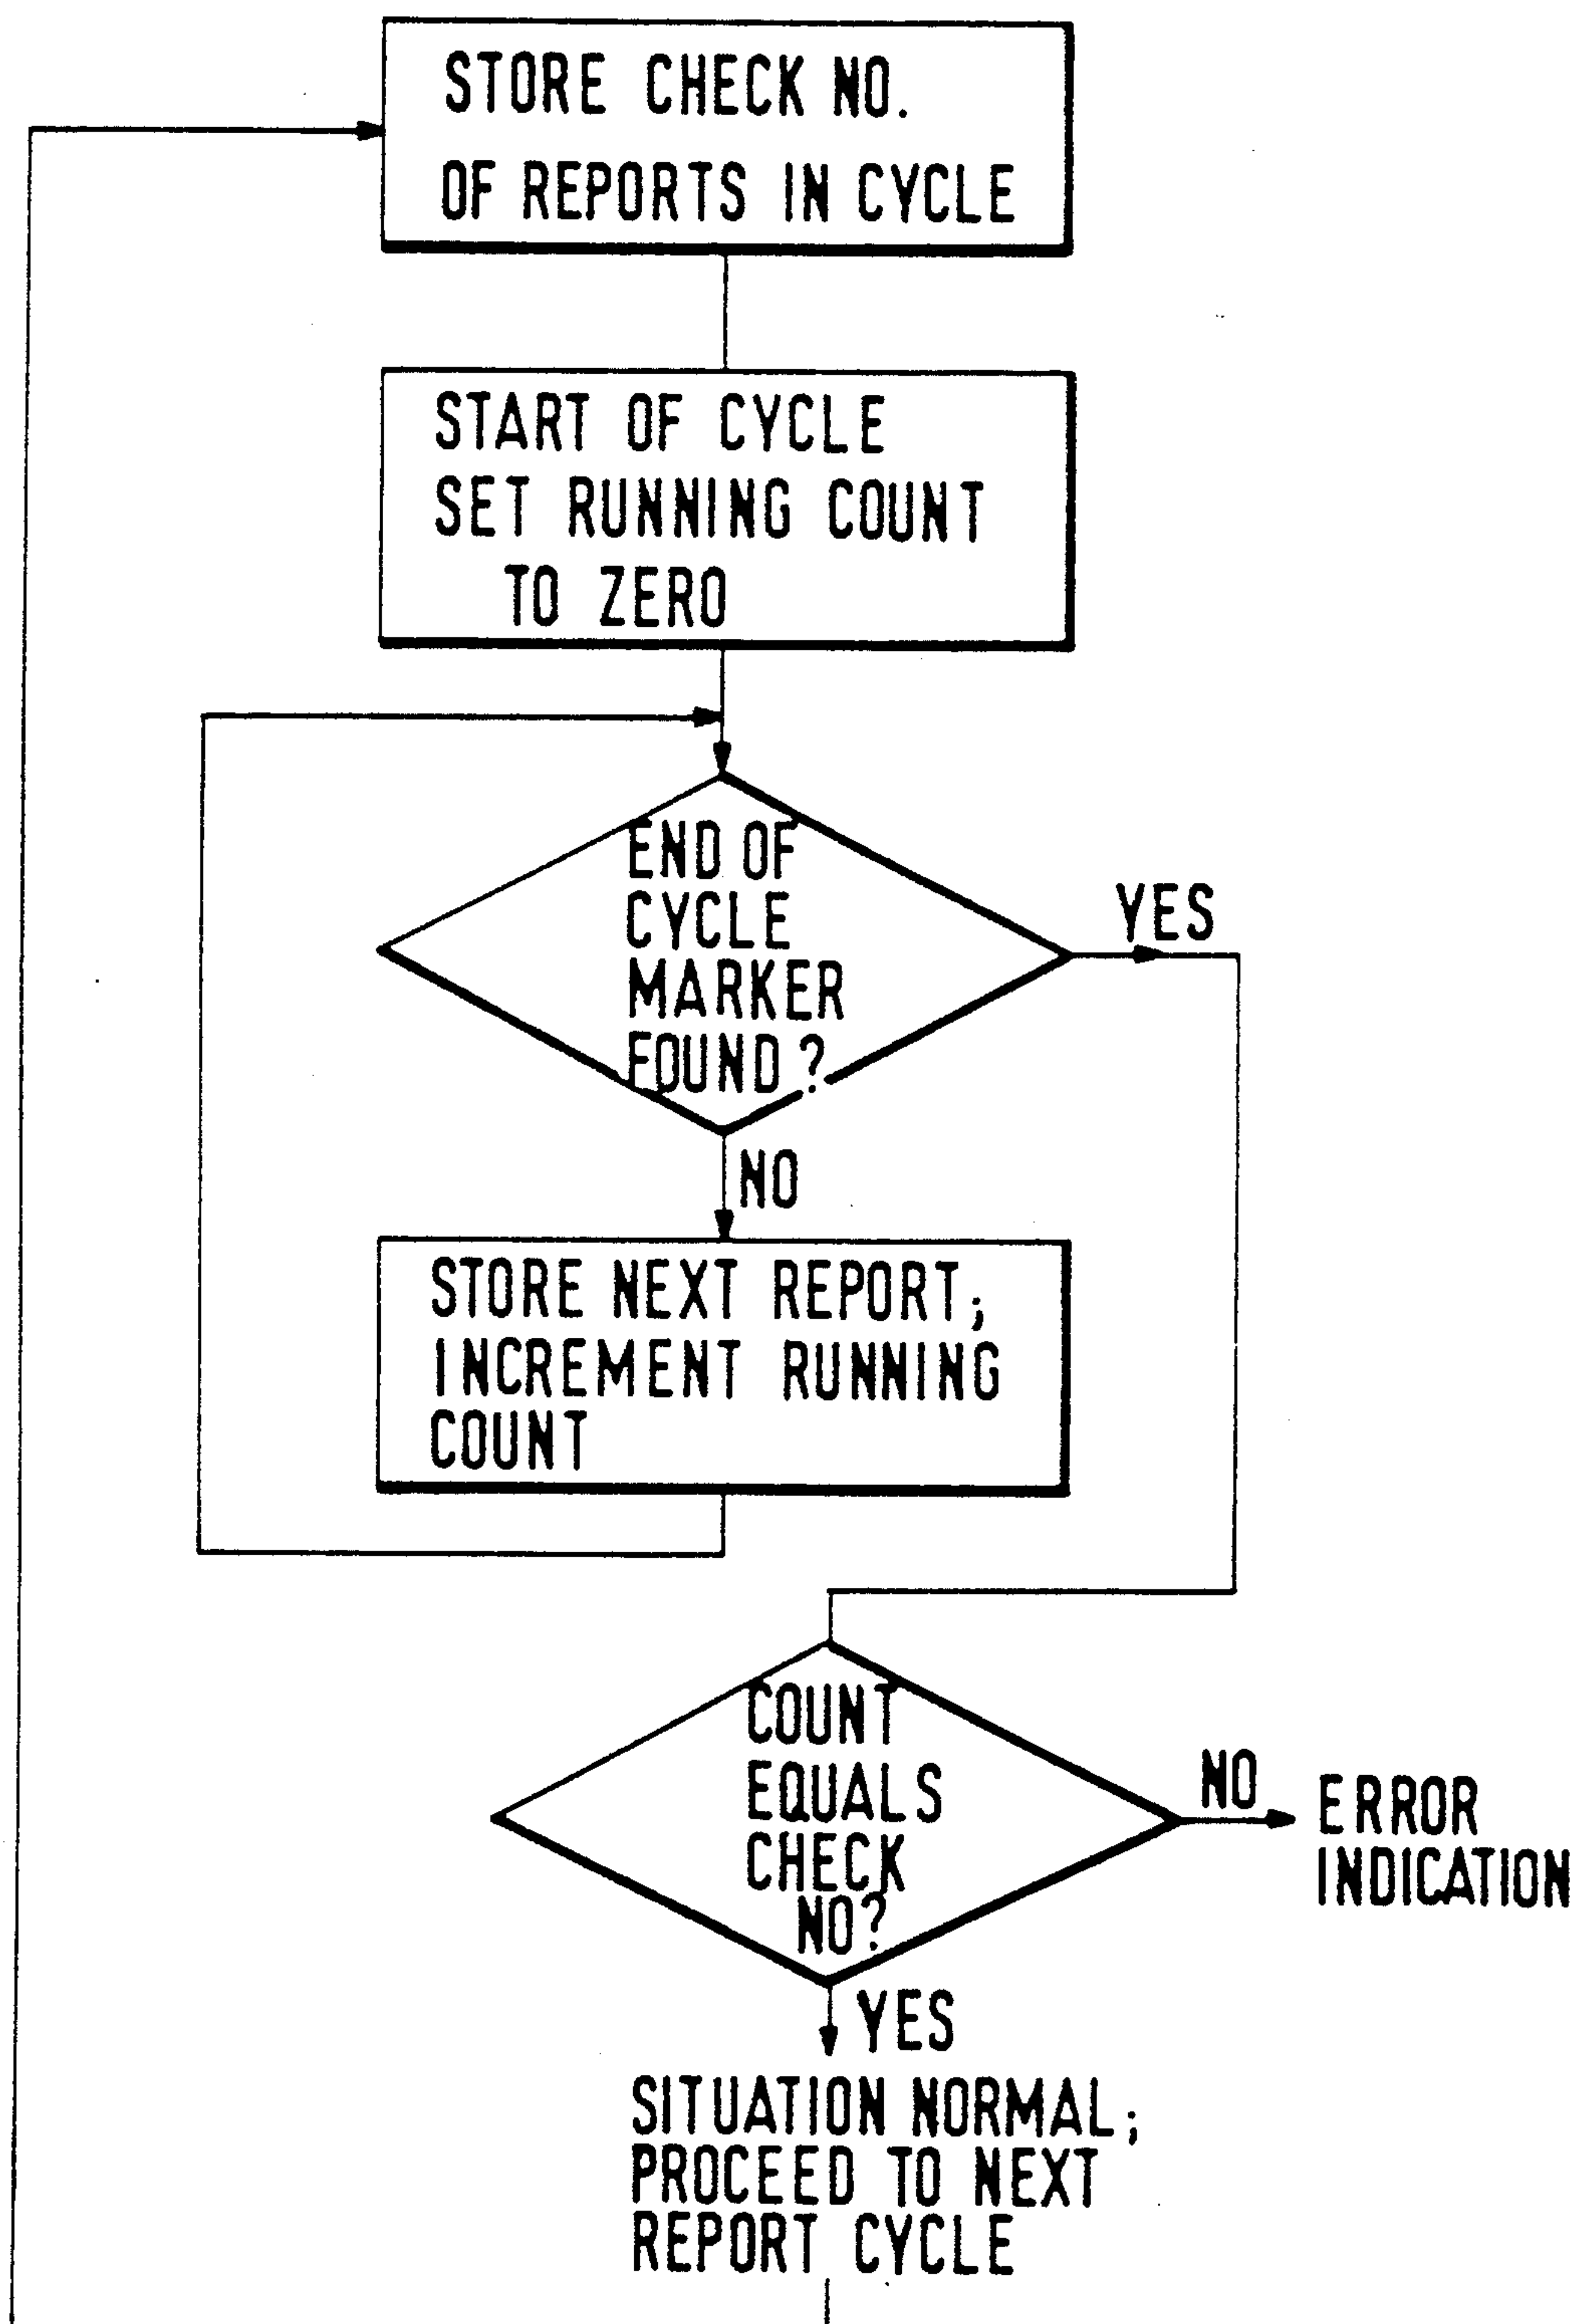 STORE CHECK NO.
OF REPORTS IN CYCLE
START OF CYCLE
SET RUNNING COUNT
TO ZERO
END OF
CYCLE
MARKER
FOUND?
YES
NO
STORE NEXT REPORT;
INCREMENT RUNNING
COUNT
COUNT
EQUALS
CHECK
NO?
NO
ERROR
INDICATION
YES
SITUATION NORMAL;
PROCEED TO NEXT
REPORT CYCLE